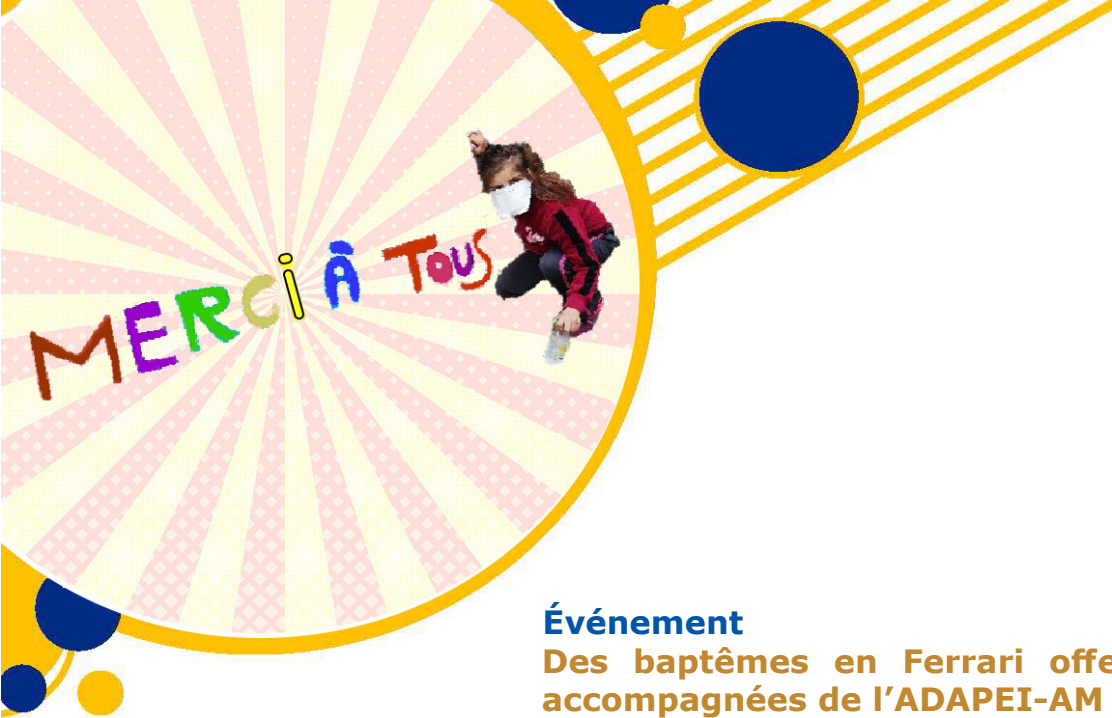 MERCI À TOUS
Événement
Des baptêmes en Ferrari
accompagnées de l’ADAPEI-AM